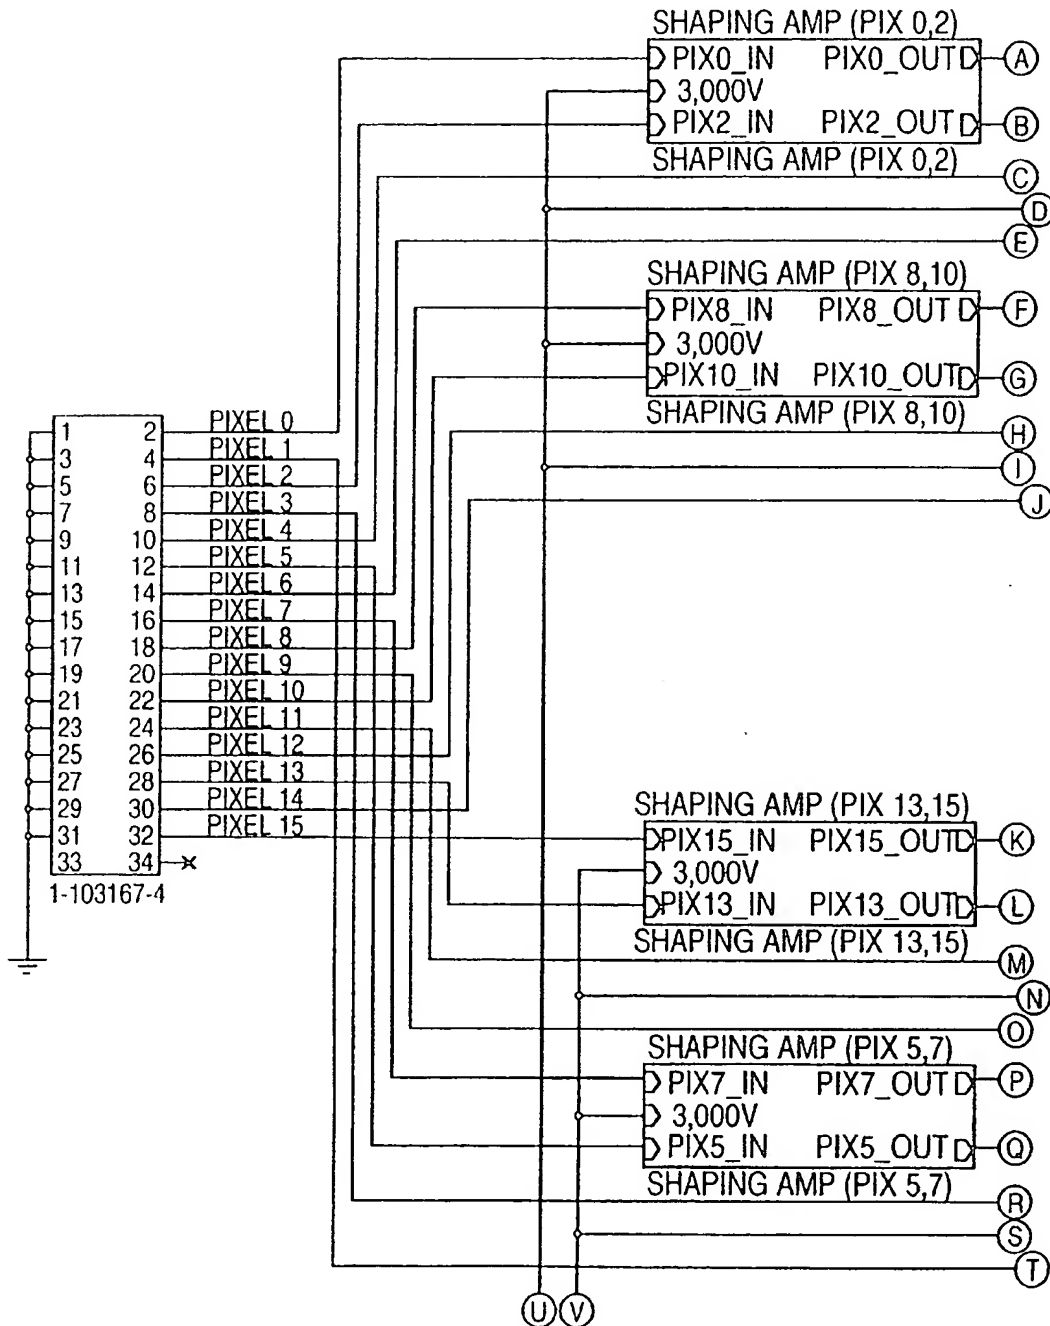 SHAPING AMP (PIX 0,2)
PIX0_IN PIX0_OUT A
3,000V
PIX2_IN PIX2_OUT B
SHAPING AMP (PIX 0,2)
C
D
E
SHAPING AMP (PIX 8,10)
PIX8_IN PIX8_OUT F
3,000V
PIX10_IN PIX10_OUT G
SHAPING AMP (PIX 8,10)
H
I
J
1 2 PIXEL 0
3 4 PIXEL 1
5 6 PIXEL 2
7 8 PIXEL 3
9 10 PIXEL 4
11 12 PIXEL 5
13 14 PIXEL 6
15 16 PIXEL 7
17 18 PIXEL 8
19 20 PIXEL 9
21 22 PIXEL 10
23 24 PIXEL 11
25 26 PIXEL 12
27 28 PIXEL 13
29 30 PIXEL 14
31 32 PIXEL 15
33 34
1-103167-4
SHAPING AMP (PIX 13,15)
PIX15_IN PIX15_OUT K
3,000V
PIX13_IN PIX13_OUT L
SHAPING AMP (PIX 13,15)
M
N
O
SHAPING AMP (PIX 5,7)
PIX7_IN PIX7_OUT P
3,000V
PIX5_IN PIX5_OUT Q
SHAPING AMP (PIX 5,7)
R
S
T
U V